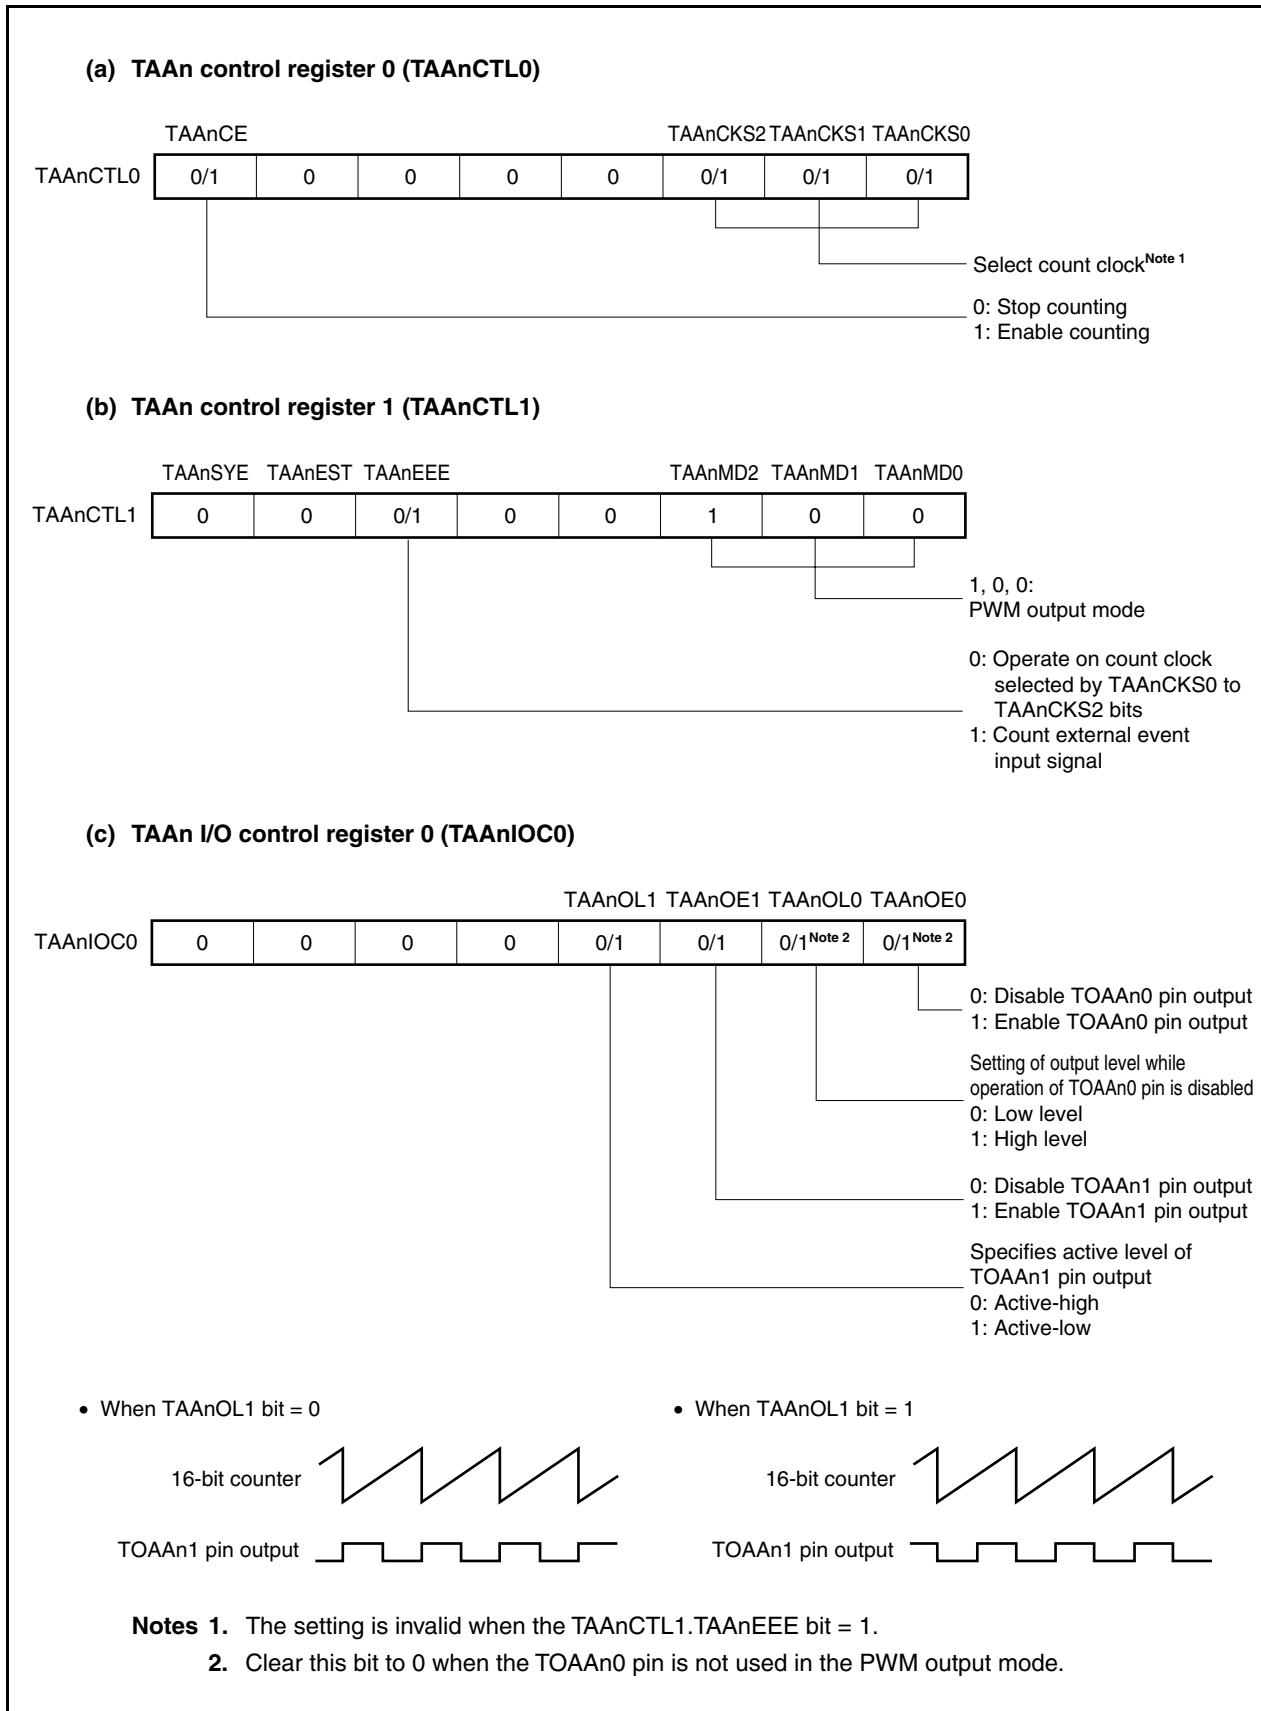 (a) TAAn control register 0 (TAAnCTL0)
TAAnCE TAAnCKS2 TAAnCKS1 TAAnCKS0
TAAnCTL0 0/1 0 0 0 0 0/1 0/1 0/1
Select count clock Note 1
0: Stop counting
1: Enable counting
(b) TAAn control register 1 (TAAnCTL1)
TAAnSYE TAAnEST TAAnEEE TAAnMD2 TAAnMD1 TAAnMD0
TAAnCTL1 0 0 0/1 0 0 1 0 0
1, 0, 0:
PWM output mode
0: Operate on count clock
selected by TAAnCKS0 to
TAAnCKS2 bits
1: Count external event
input signal
(c) TAAn I/O control register 0 (TAAnIOC0)
TAAnOL1 TAAnOE1 TAAnOL0 TAAnOE0
TAAnIOC0 0 0 0 0 0/1 0/1 0/1 Note 2 0/1 Note 2
0: Disable TOAAn0 pin output
1: Enable TOAAn0 pin output
Setting of output level while
operation of TOAAn0 pin is disabled
0: Low level
1: High level
0: Disable TOAAn1 pin output
1: Enable TOAAn1 pin output
Specifies active level of
TOAAn1 pin output
0: Active-high
1: Active-low
• When TAAnOL1 bit = 0
16-bit counter
TOAAn1 pin output
• When TAAnOL1 bit = 1
16-bit counter
TOAAn1 pin output
Notes 1. The setting is invalid when the TAAnCTL1.TAAnEEE bit = 1.
2. Clear this bit to 0 when the TOAAn0 pin is not used in the PWM output mode.